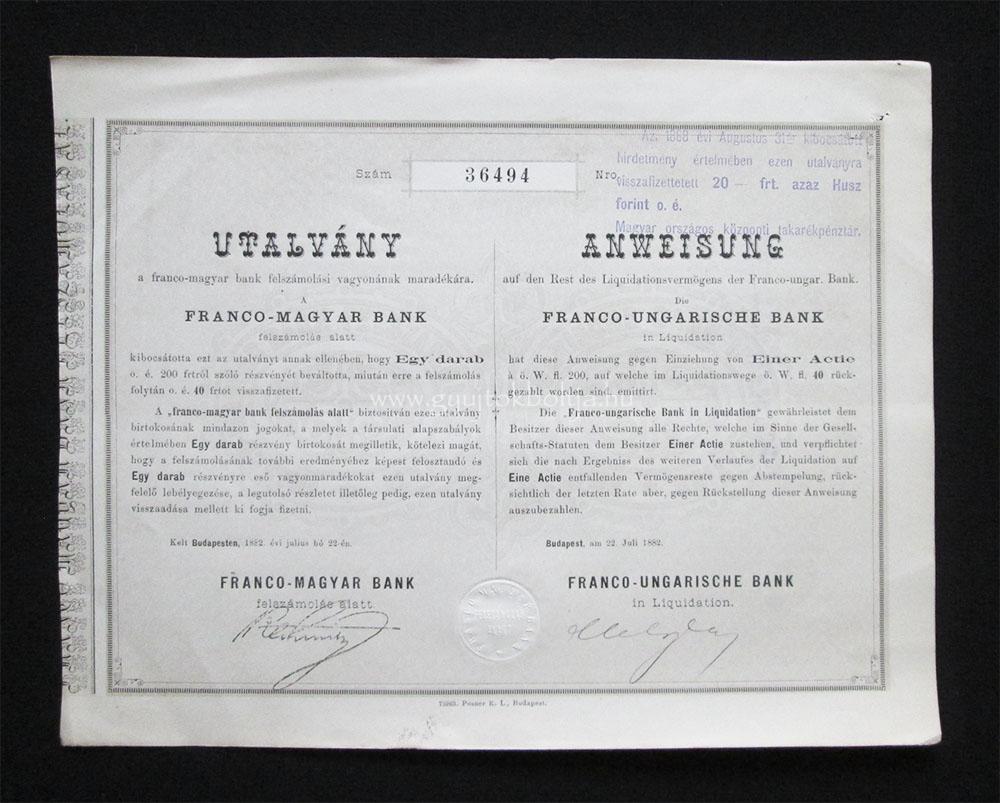 Az 1888 évi Augusztus 31én kibocsátott
hirdetmény értelmében ezen utalványra
visszafizettetett 20 — frt. azaz Husz
forint o. é.
Magyar országos központi takarékpénztár.
Szám 36494 Nro
UTALVÁNY
a franco-magyar bank felszámolási vagyonának maradékára.
A
FRANCO-MAGYAR BANK
felszámolás alatt
kibocsátotta ezt az utalványt annak ellenében, hogy Egy darab
o. é. 200 frtról szóló részvényét beváltotta, miután erre a felszámolás
folytán o. é. 40 frtot visszafizetett.
A „franco-magyar bank felszámolás alatt" biztositván ezen utalvány
birtokosának mindazon jogokat, a melyek a társulati alapszabályok
értelmében Egy darab részvény birtokosát megilletik, kötelezi magát,
hogy a felszámolásának további eredményéhez képest felosztandó és
Egy darab részvényre eső vagyonmaradékokat ezen utalvány meg-
felelő lebélyegezése, a legutolsó részletet illetőleg pedig, ezen utalvány
visszaadása mellett ki fogja fizetni.
Kelt Budapesten, 1882. évi julius hó 22-én.
FRANCO-MAGYAR BANK
felszámolás alatt
ANWEISUNG
auf den Rest des Liquidationsvermögens der Franco-ungar. Bank.
Die
FRANCO-UNGARISCHE BANK
in Liquidation
hat diese Anweisung gegen Einziehung von Einer Actie
à ö. W. fl. 200, auf welche im Liquidationswege ö. W. fl. 40 rück-
gezahlt worden sind, emittirt.
Die „Franco-ungarische Bank in Liquidation" gewährleistet dem
Besitzer dieser Anweisung alle Rechte, welche im Sinne der Gesell-
schafts-Statuten dem Besitzer Einer Actie zustehen, und verpflichtet
sich die nach Ergebniss des weiteren Verlaufes der Liquidation auf
Eine Actie entfallenden Vermögensreste gegen Abstempelung, rück-
sichtlich der letzten Rate aber, gegen Rückstellung dieser Anweisung
auszubezahlen.
Budapest, am 22. Juli 1882.
FRANCO-UNGARISCHE BANK
in Liquidation.
Posner K. L., Budapest.
www.gyujtokboltja.hu